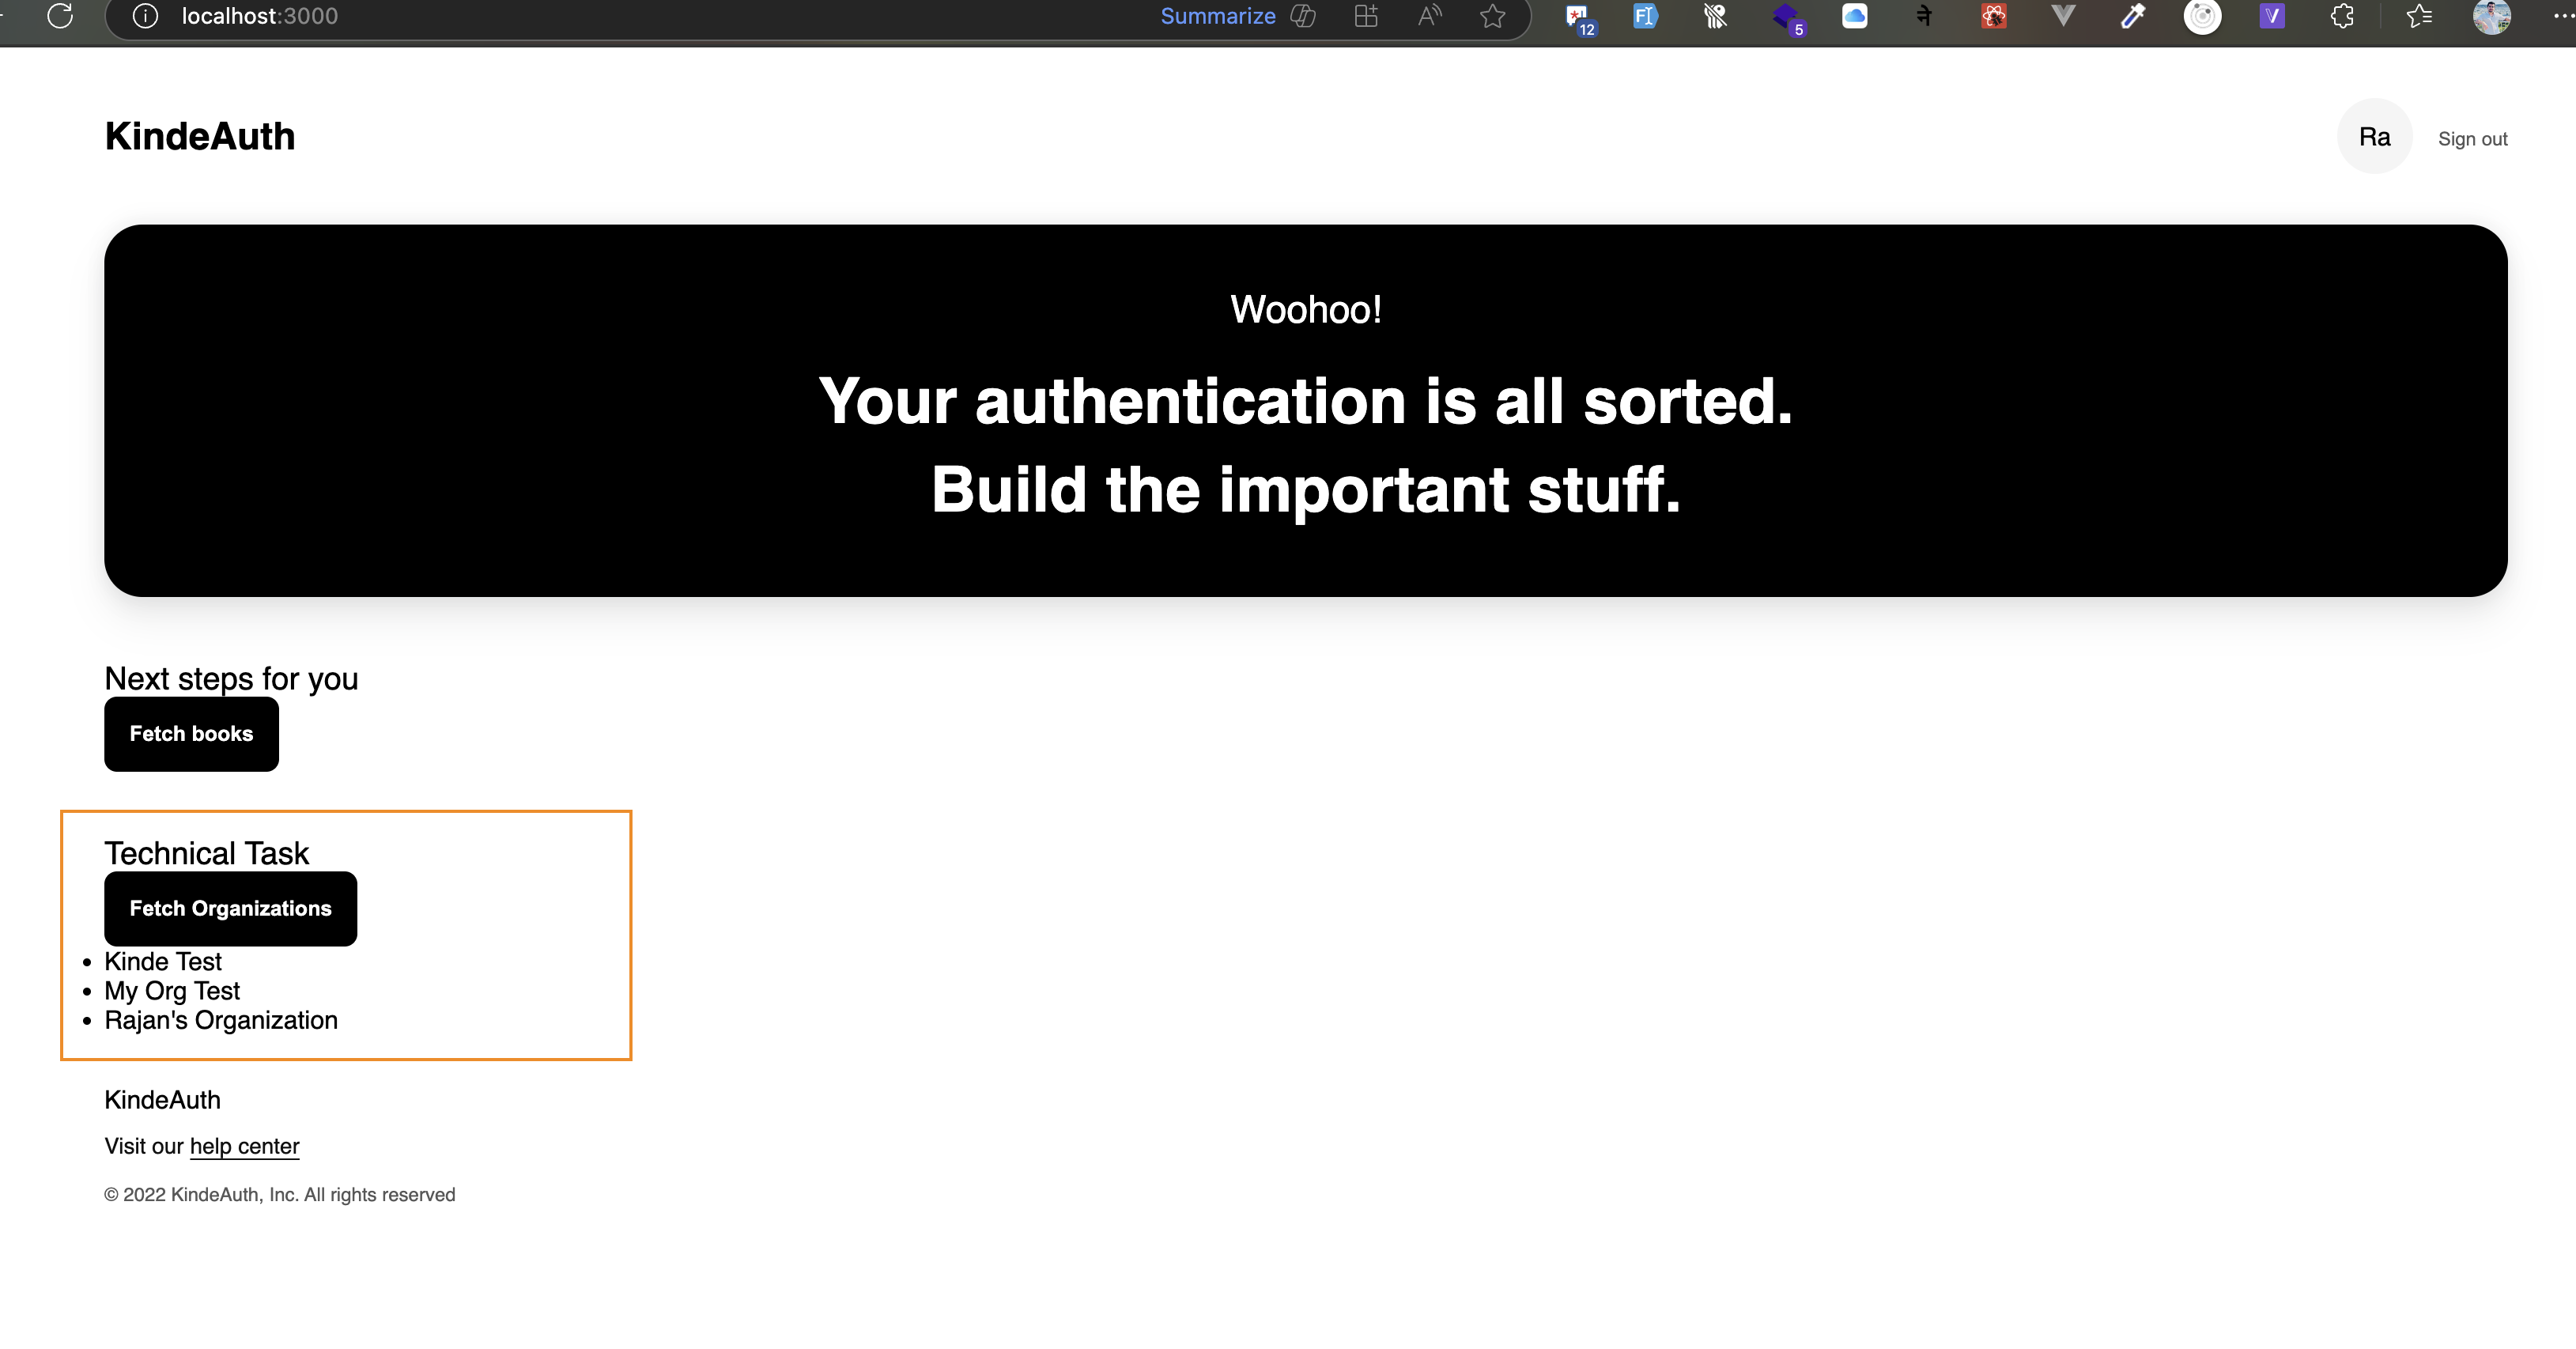 localhost:3000
Summarize
12
5
ने
V
KindeAuth
Ra
Sign out
Woohoo!
Your authentication is all sorted.
Build the important stuff.
Next steps for you
Fetch books
Technical Task
Fetch Organizations
• Kinde Test
• My Org Test
• Rajan's Organization
KindeAuth
Visit our help center
© 2022 KindeAuth, Inc. All rights reserved